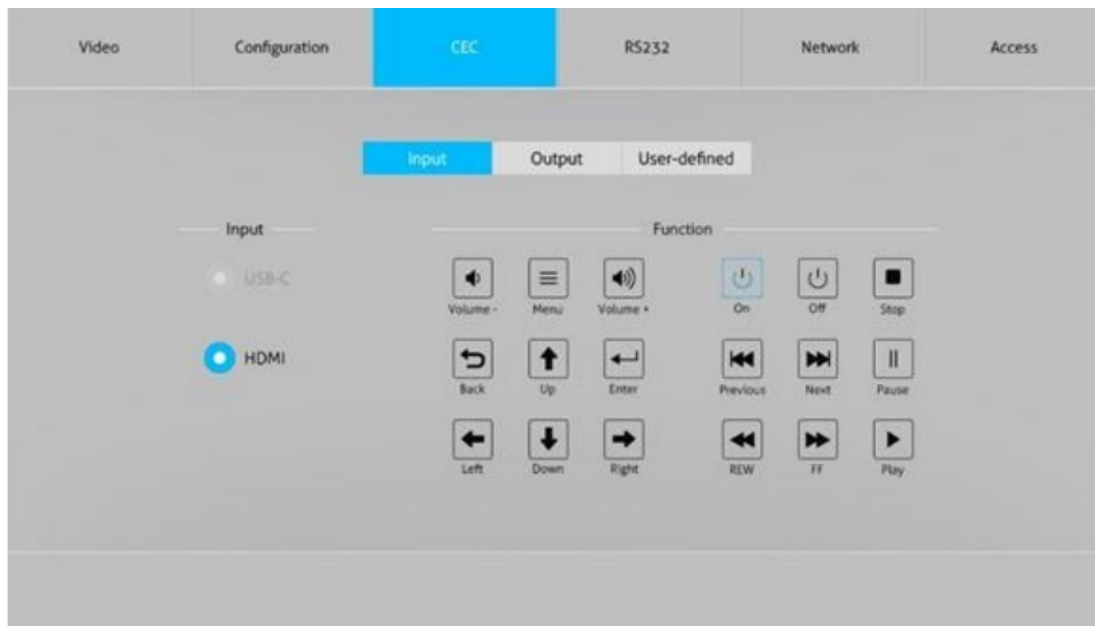 Video Configuration CEC RS232 Network Access
Input Output User-defined
Input Function
USB-C
HDMI
Volume - Menu Volume + On Off Stop
Back Up Enter Previous Next Pause
Left Down Right REW FF Play